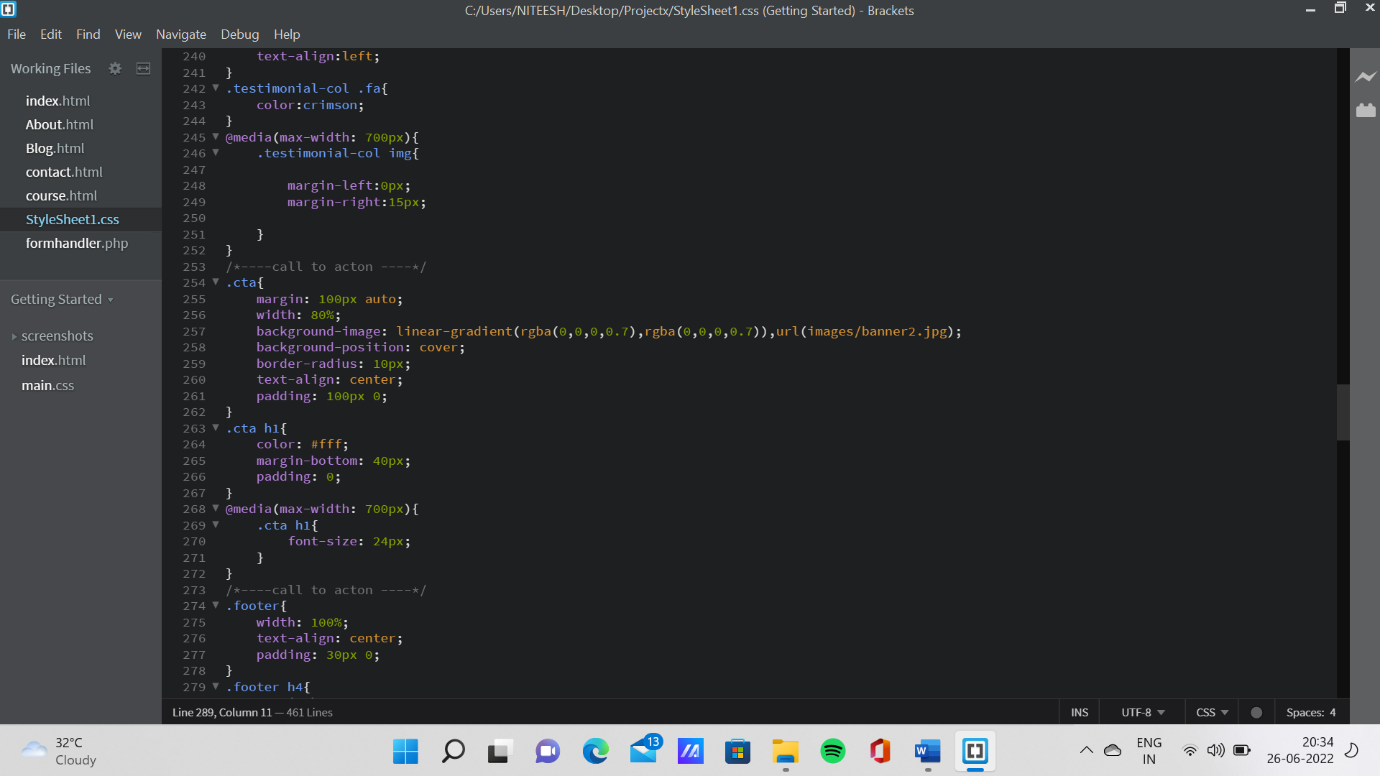 C:/Users/NITEESH/Desktop/Projectx/StyleSheet1.css (Getting Started) - Brackets
File Edit Find View Navigate Debug Help
Working Files
index.html
About.html
Blog.html
contact.html
course.html
StyleSheet1.css
formhandler.php
Getting Started
screenshots
index.html
main.css
240 text-align:left;
241 }
242 .testimonial-col .fa{
243 color:crimson;
244 }
245 @media(max-width: 700px){
246 .testimonial-col img{
247
248 margin-left:0px;
249 margin-right:15px;
250
251 }
252 }
253 /*----call to acton ----*/
254 .cta{
255 margin: 100px auto;
256 width: 80%;
257 background-image: linear-gradient(rgba(0,0,0,0.7),rgba(0,0,0,0.7)),url(images/banner2.jpg);
258 background-position: cover;
259 border-radius: 10px;
260 text-align: center;
261 padding: 100px 0;
262 }
263 .cta h1{
264 color: #fff;
265 margin-bottom: 40px;
266 padding: 0;
267 }
268 @media(max-width: 700px){
269 .cta h1{
270 font-size: 24px;
271 }
272 }
273 /*----call to acton ----*/
274 .footer{
275 width: 100%;
276 text-align: center;
277 padding: 30px 0;
278 }
279 .footer h4{
Line 289, Column 11 — 461 Lines
INS UTF-8 CSS Spaces: 4
32°C
Cloudy
13
ENG
IN
20:34
26-06-2022